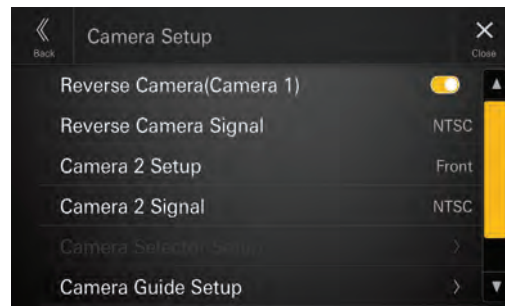 Camera Setup
Back
Close
Reverse Camera(Camera 1)
Reverse Camera Signal NTSC
Camera 2 Setup Front
Camera 2 Signal NTSC
Camera Selector Setup
Camera Guide Setup